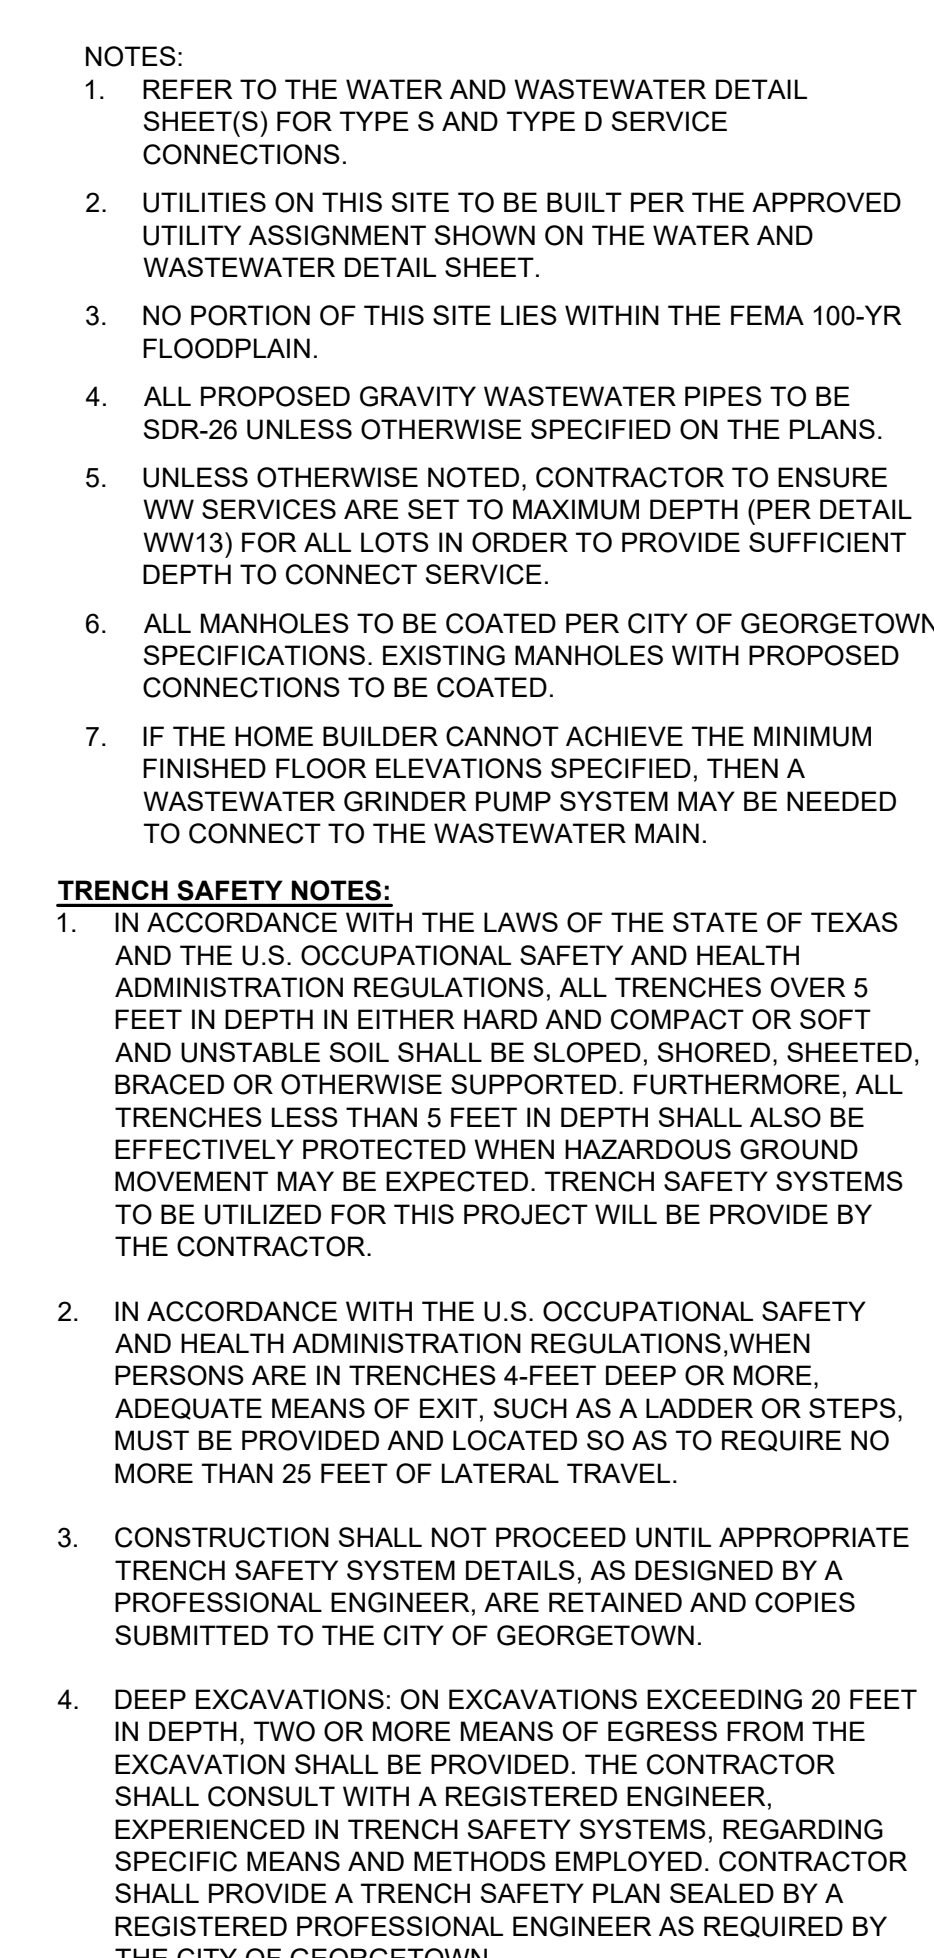 NOTES:
1. REFER TO THE WATER AND WASTEWATER DETAIL
SHEET(S) FOR TYPE S AND TYPE D SERVICE
CONNECTIONS.
2. UTILITIES ON THIS SITE TO BE BUILT PER THE APPROVED
UTILITY ASSIGNMENT SHOWN ON THE WATER AND
WASTEWATER DETAIL SHEET.
3. NO PORTION OF THIS SITE LIES WITHIN THE FEMA 100-YR
FLOODPLAIN.
4. ALL PROPOSED GRAVITY WASTEWATER PIPES TO BE
SDR-26 UNLESS OTHERWISE SPECIFIED ON THE PLANS.
5. UNLESS OTHERWISE NOTED, CONTRACTOR TO ENSURE
WW SERVICES ARE SET TO MAXIMUM DEPTH (PER DETAIL
WW13) FOR ALL LOTS IN ORDER TO PROVIDE SUFFICIENT
DEPTH TO CONNECT SERVICE.
6. ALL MANHOLES TO BE COATED PER CITY OF GEORGETOWN
SPECIFICATIONS. EXISTING MANHOLES WITH PROPOSED
CONNECTIONS TO BE COATED.
7. IF THE HOME BUILDER CANNOT ACHIEVE THE MINIMUM
FINISHED FLOOR ELEVATIONS SPECIFIED, THEN A
WASTEWATER GRINDER PUMP SYSTEM MAY BE NEEDED
TO CONNECT TO THE WASTEWATER MAIN.
TRENCH SAFETY NOTES:
1. IN ACCORDANCE WITH THE LAWS OF THE STATE OF TEXAS
AND THE U.S. OCCUPATIONAL SAFETY AND HEALTH
ADMINISTRATION REGULATIONS, ALL TRENCHES OVER 5
FEET IN DEPTH IN EITHER HARD AND COMPACT OR SOFT
AND UNSTABLE SOIL SHALL BE SLOPED, SHORED, SHEETED,
BRACED OR OTHERWISE SUPPORTED. FURTHERMORE, ALL
TRENCHES LESS THAN 5 FEET IN DEPTH SHALL ALSO BE
EFFECTIVELY PROTECTED WHEN HAZARDOUS GROUND
MOVEMENT MAY BE EXPECTED. TRENCH SAFETY SYSTEMS
TO BE UTILIZED FOR THIS PROJECT WILL BE PROVIDE BY
THE CONTRACTOR.
2. IN ACCORDANCE WITH THE U.S. OCCUPATIONAL SAFETY
AND HEALTH ADMINISTRATION REGULATIONS,WHEN
PERSONS ARE IN TRENCHES 4-FEET DEEP OR MORE,
ADEQUATE MEANS OF EXIT, SUCH AS A LADDER OR STEPS,
MUST BE PROVIDED AND LOCATED SO AS TO REQUIRE NO
MORE THAN 25 FEET OF LATERAL TRAVEL.
3. CONSTRUCTION SHALL NOT PROCEED UNTIL APPROPRIATE
TRENCH SAFETY SYSTEM DETAILS, AS DESIGNED BY A
PROFESSIONAL ENGINEER, ARE RETAINED AND COPIES
SUBMITTED TO THE CITY OF GEORGETOWN.
4. DEEP EXCAVATIONS: ON EXCAVATIONS EXCEEDING 20 FEET
IN DEPTH, TWO OR MORE MEANS OF EGRESS FROM THE
EXCAVATION SHALL BE PROVIDED. THE CONTRACTOR
SHALL CONSULT WITH A REGISTERED ENGINEER,
EXPERIENCED IN TRENCH SAFETY SYSTEMS, REGARDING
SPECIFIC MEANS AND METHODS EMPLOYED. CONTRACTOR
SHALL PROVIDE A TRENCH SAFETY PLAN SEALED BY A
REGISTERED PROFESSIONAL ENGINEER AS REQUIRED BY
THE CITY OF GEORGETOWN